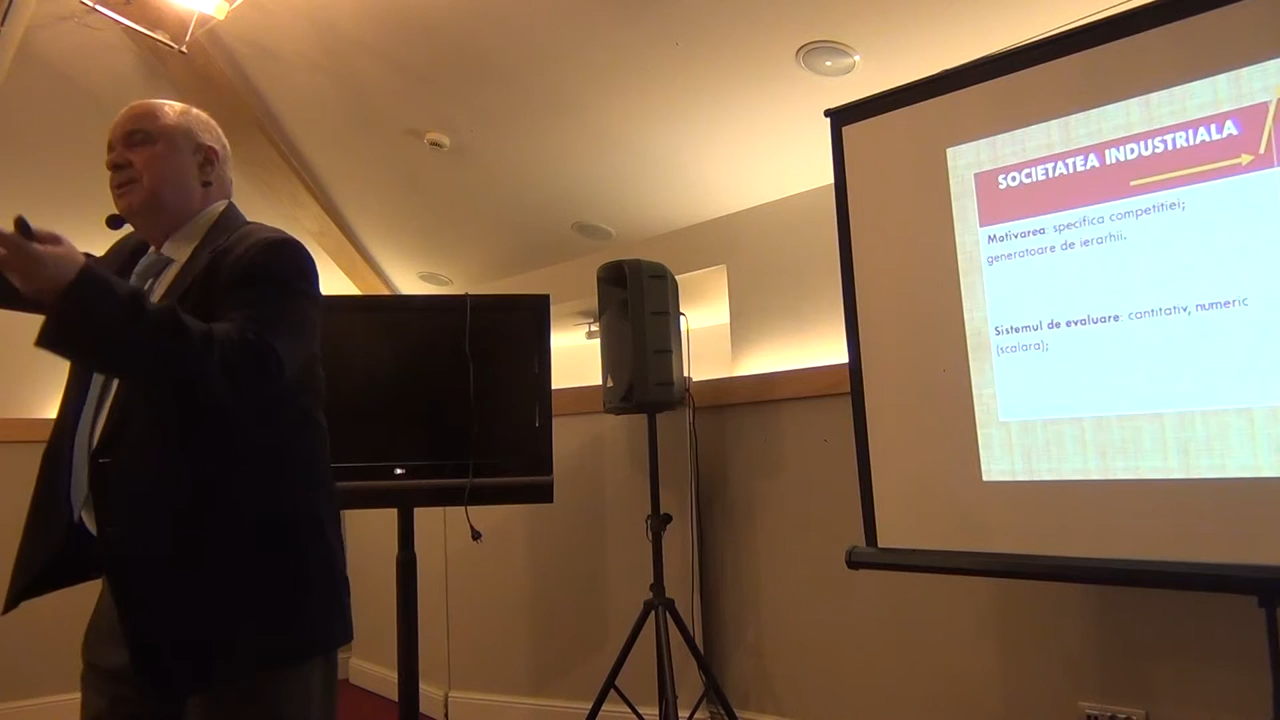 SOCIETATEA INDUSTRIALA
Motivarea: specifica competitiei;
generatoare de ierarhii.
Sistemul de evaluare: cantitativ, numeric
(scalara);